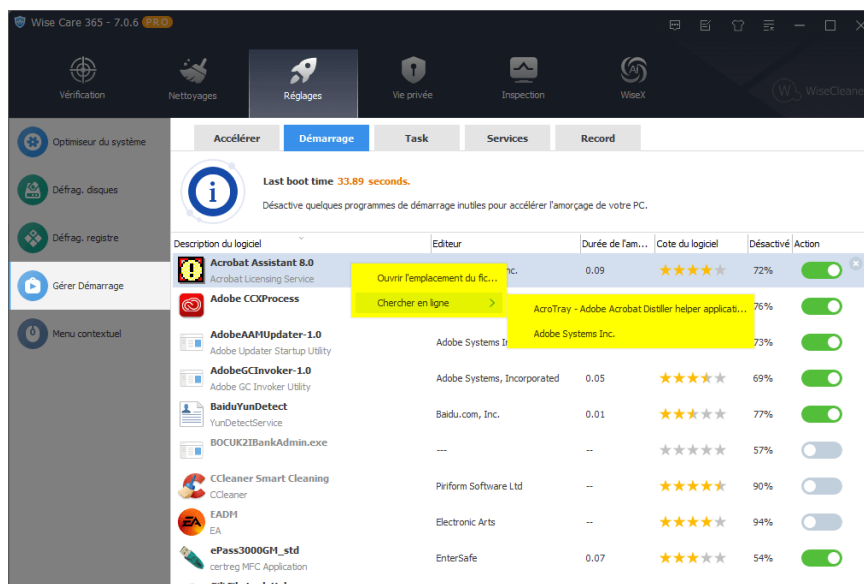 Wise Care 365 - 7.0.6 PRO
Vérification
Nettoyages
Réglages
Vie privée
Inspection
WiseX
WiseCleane
Optimiseur du système
Défrag. disques
Défrag. registre
Gérer Démarrage
Menu contextuel
Accélérer Démarrage Task Services Record
Last boot time 33.89 seconds.
Désactive quelques programmes de démarrage inutiles pour accélérer l'amorçage de votre PC.
Description du logiciel Editeur Durée de l'am... Cote du logiciel Désactivé Action
Acrobat Assistant 8.0
Acrobat Licensing Service
nc. 0.09 72%
Ouvrir l'emplacement du fic...
Chercher en ligne >
AcroTray - Adobe Acrobat Distiller helper applicati...
Adobe Systems Inc.
Adobe CCXProcess
76%
AdobeAAMUpdater-1.0
Adobe Updater Startup Utility
Adobe Systems I
73%
AdobeGCInvoker-1.0
Adobe GC Invoker Utility
Adobe Systems, Incorporated 0.05 69%
BaiduYunDetect
YunDetectService
Baidu.com, Inc. 0.01 77%
BOCUK2IBankAdmin.exe
--- -- 57%
CCleaner Smart Cleaning
CCleaner
Piriform Software Ltd -- 90%
EADM
EA
Electronic Arts -- 94%
ePass3000GM_std
certreg MFC Application
EnterSafe 0.07 54%